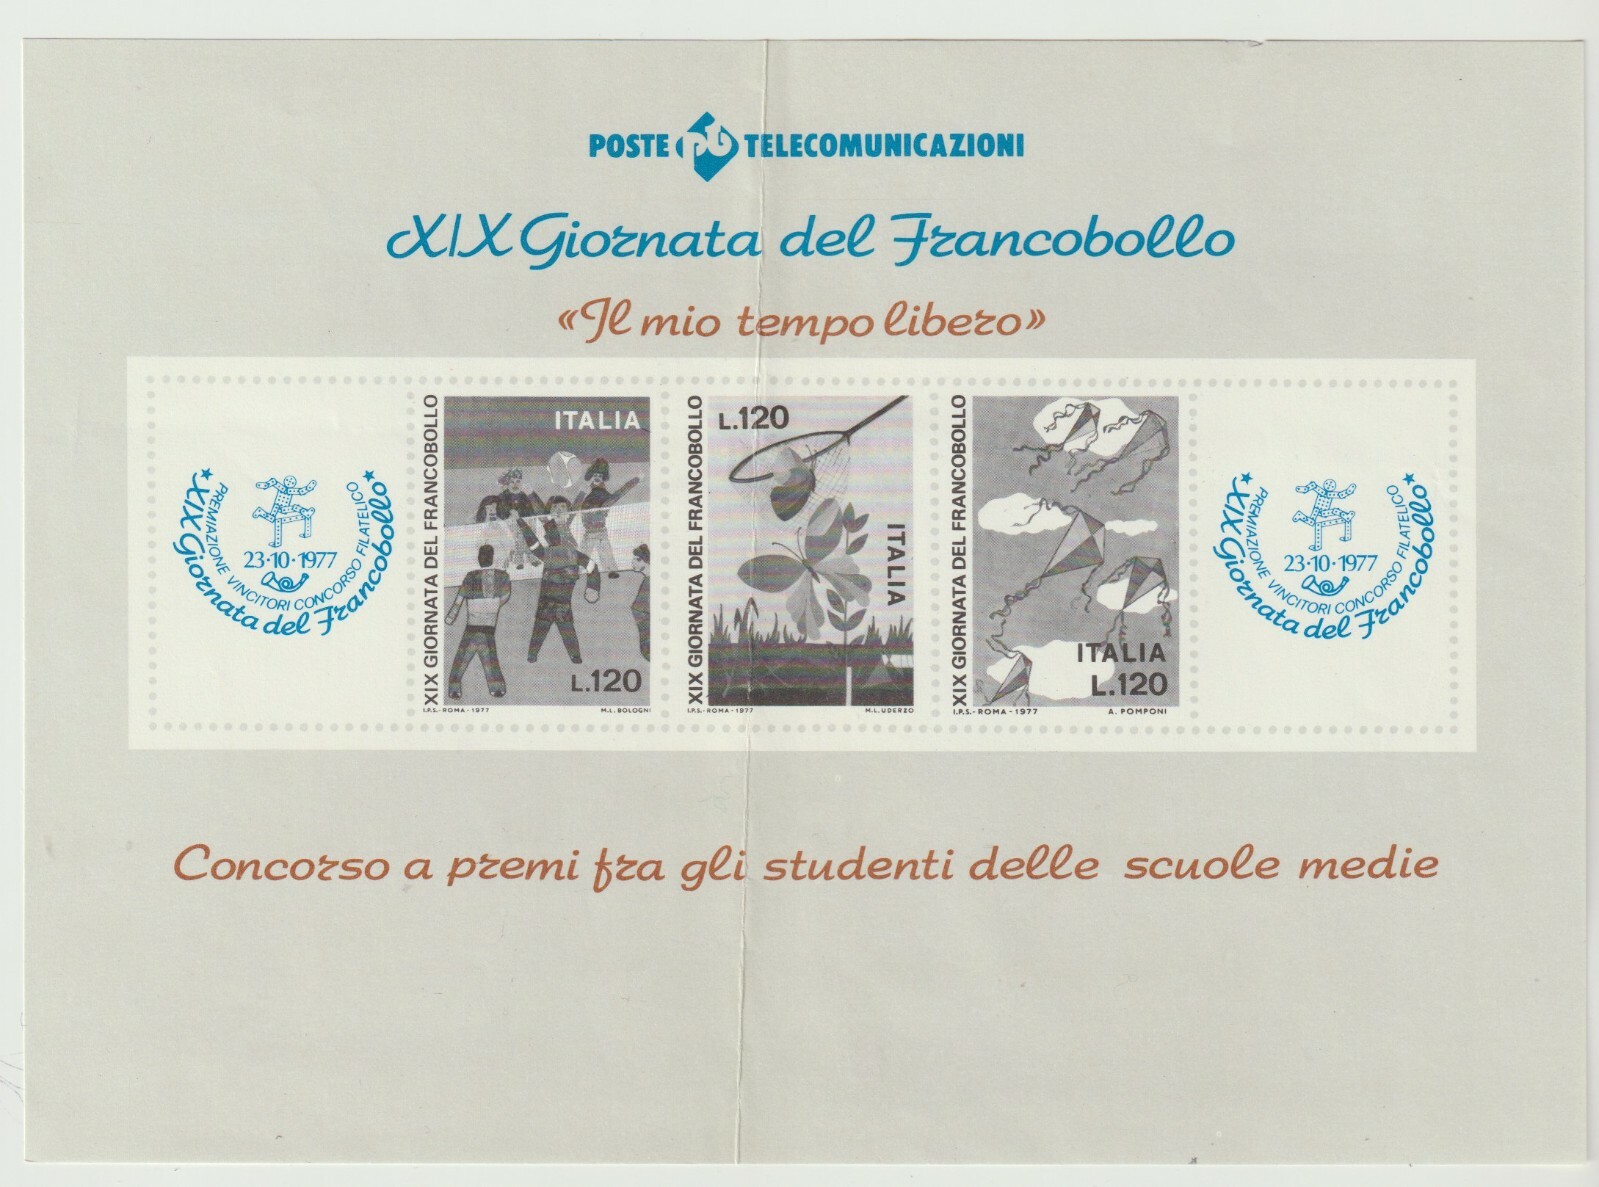 POSTE pt TELECOMUNICAZIONI
XIX Giornata del Francobollo
«Il mio tempo libero»
PREMIAZIONE VINCITORI CONCORSO FILATELICO
23·10·1977
XIX Giornata del Francobollo
XIX GIORNATA DEL FRANCOBOLLO
ITALIA
L.120
I.P.S.-ROMA-1977
M.L. BOLOGNI
XIX GIORNATA DEL FRANCOBOLLO
L.120
ITALIA
I.P.S.-ROMA-1977
M.L. UDERZO
XIX GIORNATA DEL FRANCOBOLLO
ITALIA
L.120
I.P.S.-ROMA-1977
A. POMPONI
PREMIAZIONE VINCITORI CONCORSO FILATELICO
23·10·1977
XIX Giornata del Francobollo
Concorso a premi fra gli studenti delle scuole medie